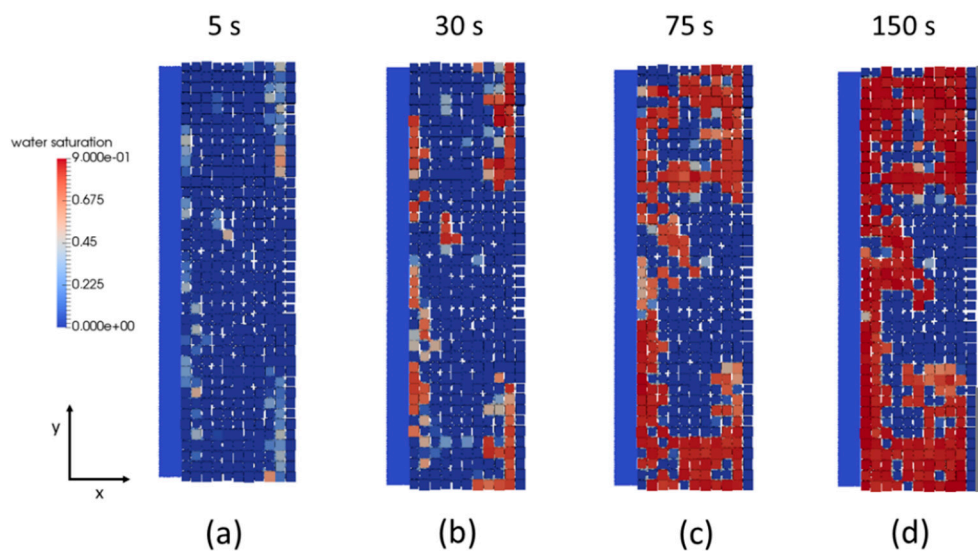 5 s
30 s
75 s
150 s
water saturation
9.000e-01
0.675
0.45
0.225
0.000e+00
y
x
(a)
(b)
(c)
(d)